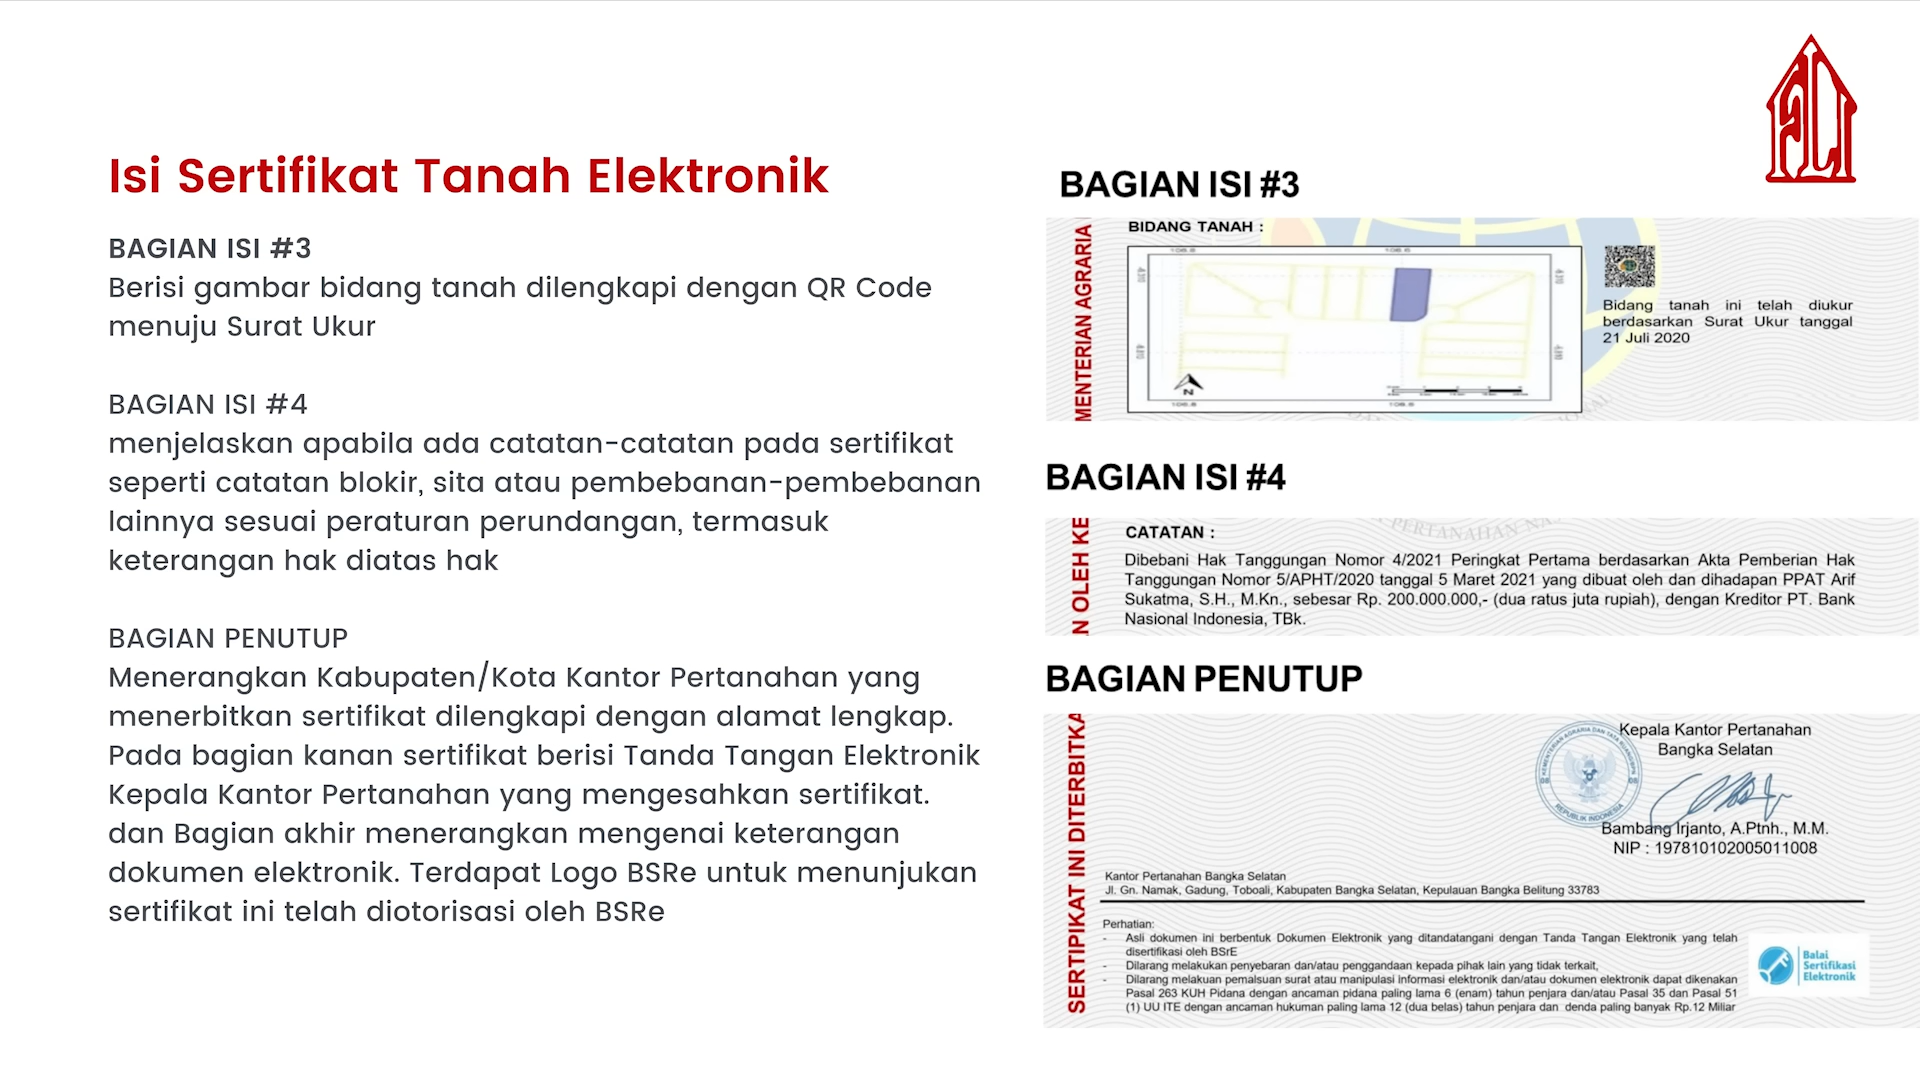 Isi Sertifikat Tanah Elektronik
BAGIAN ISI #3
Berisi gambar bidang tanah dilengkapi dengan QR Code
menuju Surat Ukur
BAGIAN ISI #4
menjelaskan apabila ada catatan-catatan pada sertifikat
seperti catatan blokir, sita atau pembebanan-pembebanan
lainnya sesuai peraturan perundangan, termasuk
keterangan hak diatas hak
BAGIAN PENUTUP
Menerangkan Kabupaten/Kota Kantor Pertanahan yang
menerbitkan sertifikat dilengkapi dengan alamat lengkap.
Pada bagian kanan sertifikat berisi Tanda Tangan Elektronik
Kepala Kantor Pertanahan yang mengesahkan sertifikat.
dan Bagian akhir menerangkan mengenai keterangan
dokumen elektronik. Terdapat Logo BSRe untuk menunjukan
sertifikat ini telah diotorisasi oleh BSRe
BAGIAN ISI #3
MENTERIAN AGRARIA
BIDANG TANAH :
N
Bidang tanah ini telah diukur
berdasarkan Surat Ukur tanggal
21 Juli 2020
BAGIAN ISI #4
N OLEH KE
PERTANAHAN NA
CATATAN :
Dibebani Hak Tanggungan Nomor 4/2021 Peringkat Pertama berdasarkan Akta Pemberian Hak
Tanggungan Nomor 5/APHT/2020 tanggal 5 Maret 2021 yang dibuat oleh dan dihadapan PPAT Arif
Sukatma, S.H., M.Kn., sebesar Rp. 200.000.000,- (dua ratus juta rupiah), dengan Kreditor PT. Bank
Nasional Indonesia, TBk.
BAGIAN PENUTUP
SERTIPIKAT INI DITERBITKA
Kepala Kantor Pertanahan
Bangka Selatan
REPUBLIK INDONESIA
Bambang Irjanto, A.Ptnh., M.M.
NIP : 197810102005011008
Kantor Pertanahan Bangka Selatan
Jl. Gn. Namak, Gadung, Toboali, Kabupaten Bangka Selatan, Kepulauan Bangka Belitung 33783
Perhatian:
- Asli dokumen ini berbentuk Dokumen Elektronik yang ditandatangani dengan Tanda Tangan Elektronik yang telah
disertifikasi oleh BSrE
- Dilarang melakukan penyebaran dan/atau penggandaan kepada pihak lain yang tidak terkait,
- Dilarang melakuan pemalsuan surat atau manipulasi informasi elektronik dan/atau dokumen elektronik dapat dikenakan
Pasal 263 KUH Pidana dengan ancaman pidana paling lama 6 (enam) tahun penjara dan/atau Pasal 35 dan Pasal 51
(1) UU ITE dengan ancaman hukuman paling lama 12 (dua belas) tahun penjara dan denda paling banyak Rp.12 Miliar
Balai
Sertifikasi
Elektronik